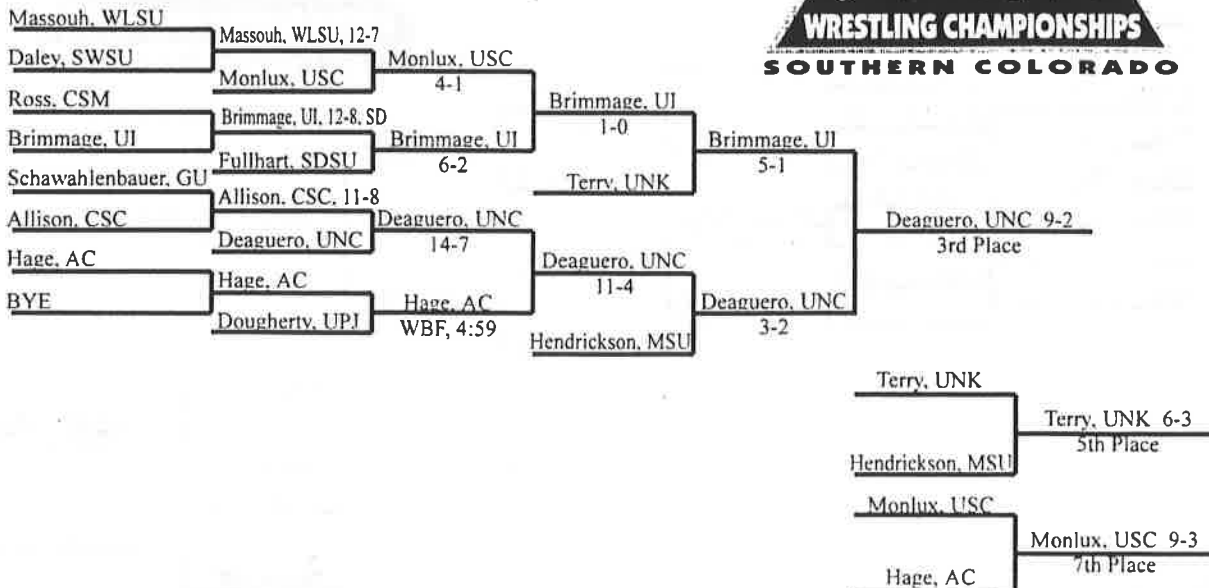 WRESTLING CHAMPIONSHIPS
SOUTHERN COLORADO
Massouh, WLSU
Daley, SWSU
Ross, CSM
Brimmage, UI
Schawahlenbauer, GU
Allison, CSC
Hage, AC
BYE
Massouh, WLSU, 12-7
Monlux, USC
Brimmage, UI, 12-8, SD
Fullhart, SDSU
Allison, CSC, 11-8
Deaguero, UNC
Hage, AC
Dougherty, UPJ
Monlux, USC
4-1
Brimmage, UI
6-2
Deaguero, UNC
14-7
Hage, AC
WBF, 4:59
Brimmage, UI
1-0
Terry, UNK
Deaguero, UNC
11-4
Hendrickson, MSU
Brimmage, UI
5-1
Deaguero, UNC
3-2
Deaguero, UNC 9-2
3rd Place
Terry, UNK
Hendrickson, MSU
Terry, UNK 6-3
5th Place
Monlux, USC
Hage, AC
Monlux, USC 9-3
7th Place